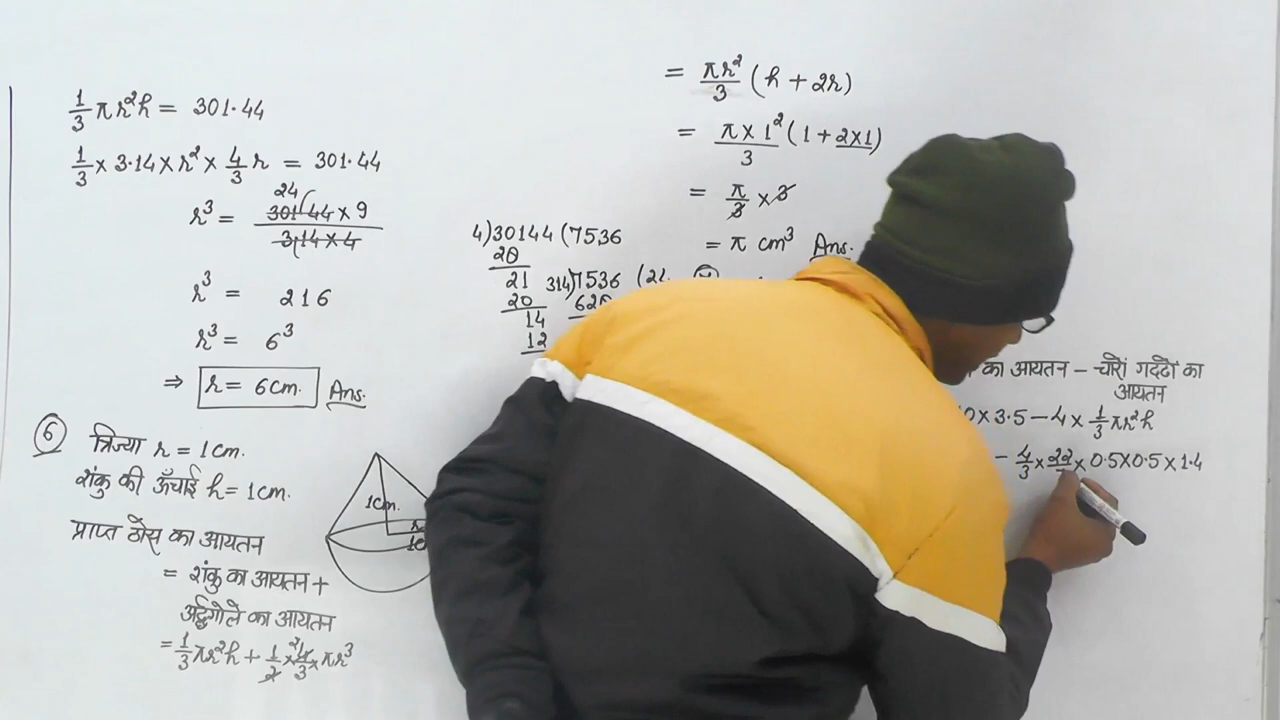 1/3 πr²h = 301.44
1/3 × 3.14 × r² × 4/3 r = 301.44
24
r³ = 301.44 × 9 / 3.14 × 4
r³ = 216
r³ = 6³
⇒ r = 6cm. Ans.
⑥ त्रिज्या r = 1cm.
शंकु की ऊँचाई h = 1cm.
प्राप्त ठोस का आयतन
= शंकु का आयतन +
अर्द्धगोले का आयतन
= 1/3 πr²h + 1/2 × 4/3 × πr³
1cm
4)30144(7536
20
21
20
14
12
314)7536(2
= πr²/3 (h + 2r)
= π × 1²/3 (1 + 2×1)
= π/3 × 3
= π cm³ Ans.
का आयतन – चारों गड्ढों का
आयतन
× 3.5 – 4 × 1/3 πr²h
– 4/3 × 22/ × 0.5×0.5 × 1.4